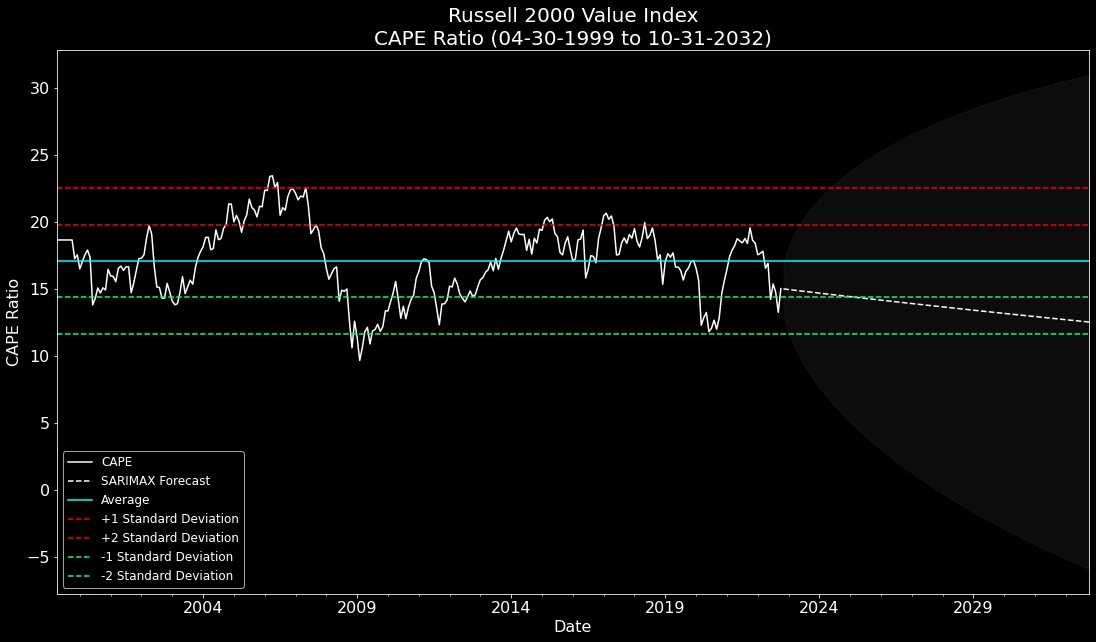 Russell 2000 Value Index
CAPE Ratio (04-30-1999 to 10-31-2032)
30
25
20
15
10
5
0
−5
CAPE Ratio
CAPE
SARIMAX Forecast
Average
+1 Standard Deviation
+2 Standard Deviation
-1 Standard Deviation
-2 Standard Deviation
2004 2009 2014 2019 2024 2029
Date